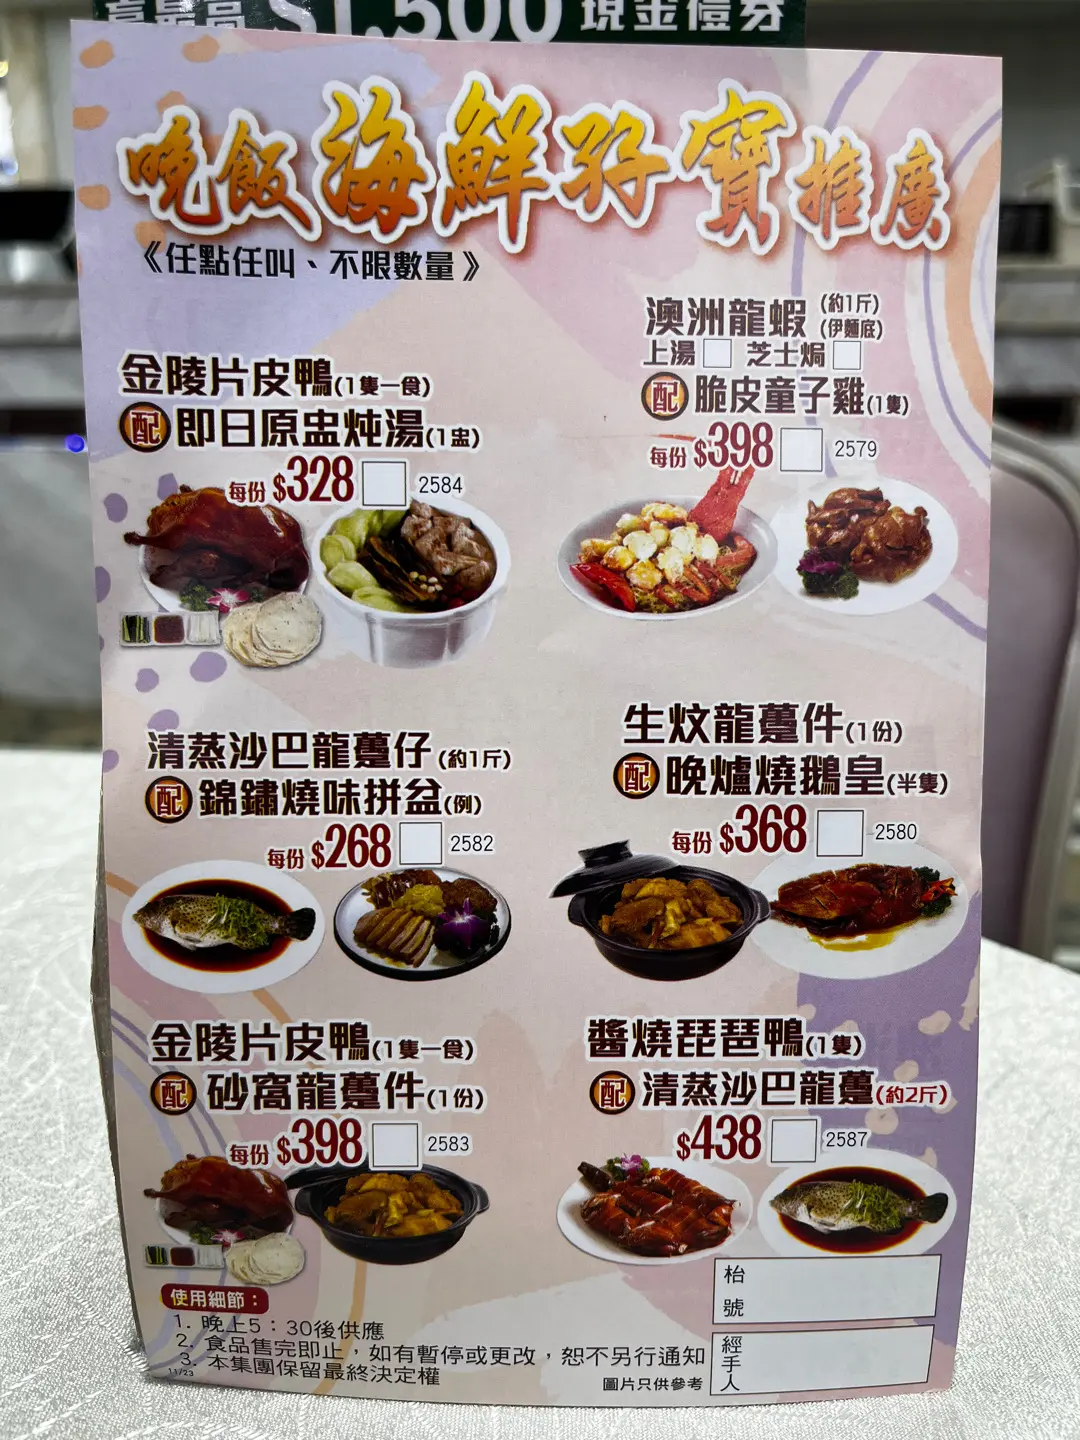 $1,500 現金禮券
晚飯海鮮孖寶推廣
《任點任叫、不限數量》
金陵片皮鴨(1隻一食)
配 即日原盅炖湯(1盅)
每份 $328 2584
澳洲龍蝦 (約1斤) (伊麵底)
上湯 芝士焗
配 脆皮童子雞(1隻)
每份 $398 2579
清蒸沙巴龍躉仔(約1斤)
配 錦鏽燒味拼盆(例)
每份 $268 2582
生炆龍躉件(1份)
配 晚爐燒鵝皇(半隻)
每份 $368 2580
金陵片皮鴨(1隻一食)
配 砂窩龍躉件(1份)
每份 $398 2583
醬燒琵琶鴨(1隻)
配 清蒸沙巴龍躉(約2斤)
$438 2587
使用細節：
1. 晚上5：30後供應
2. 食品售完即止，如有暫停或更改，恕不另行通知
3. 本集團保留最終決定權
11/23
圖片只供參考
枱號
經手人